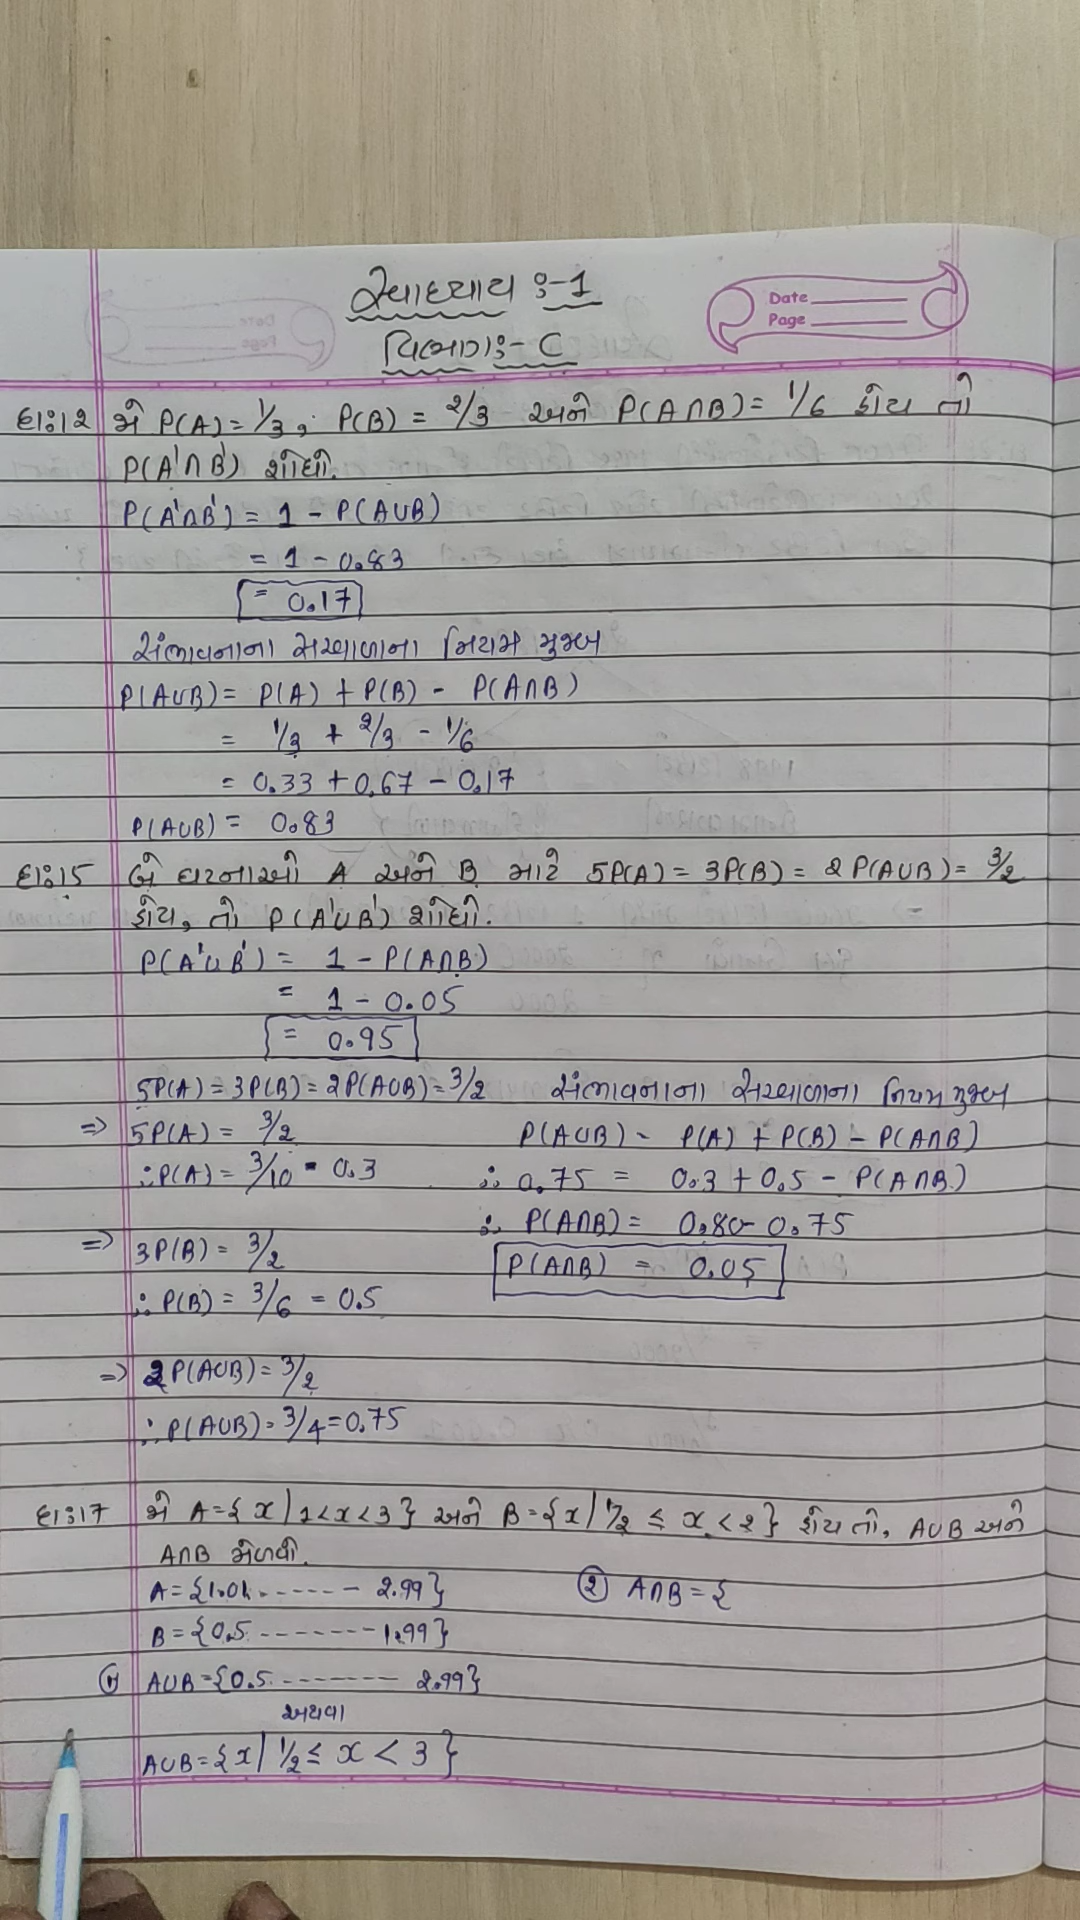 સ્વાધ્યાય :-1
વિભાગ :- C
Date
Page
દા:12 જો P(A) = 1/3, P(B) = 2/3 અને P(A∩B) = 1/6 હોય તો
P(A'∩B') શોધો.
P(A'∩B') = 1 - P(A∪B)
= 1 - 0.83
= 0.17
સંભાવનાના સરવાળાના નિયમ મુજબ
P(A∪B) = P(A) + P(B) - P(A∩B)
= 1/3 + 2/3 - 1/6
= 0.33 + 0.67 - 0.17
P(A∪B) = 0.83
દા:15 બે ઘટનાઓ A અને B માટે 5P(A) = 3P(B) = 2P(A∪B) = 3/2
હોય, તો P(A'∪B') શોધો.
P(A'∪B') = 1 - P(A∩B)
= 1 - 0.05
= 0.95
5P(A) = 3P(B) = 2P(A∪B) = 3/2 સંભાવનાના સરવાળાના નિયમ મુજબ
⇒ 5P(A) = 3/2 P(A∪B) = P(A) + P(B) - P(A∩B)
∴ P(A) = 3/10 = 0.3 ∴ 0.75 = 0.3 + 0.5 - P(A∩B)
∴ P(A∩B) = 0.80 - 0.75
⇒ 3P(B) = 3/2 P(A∩B) = 0.05
∴ P(B) = 3/6 = 0.5
⇒ 2P(A∪B) = 3/2
∴ P(A∪B) = 3/4 = 0.75
દા:17 જો A = {x | 1 < x < 3} અને B = {x | 1/2 ≤ x < 2} હોય તો, A∪B અને
A∩B મેળવો.
A = {1.01 ------- 2.99} ② A∩B = {
B = {0.5 -------- 1.99}
① A∪B = {0.5 -------- 2.99}
અથવા
A∪B = {x | 1/2 ≤ x < 3}